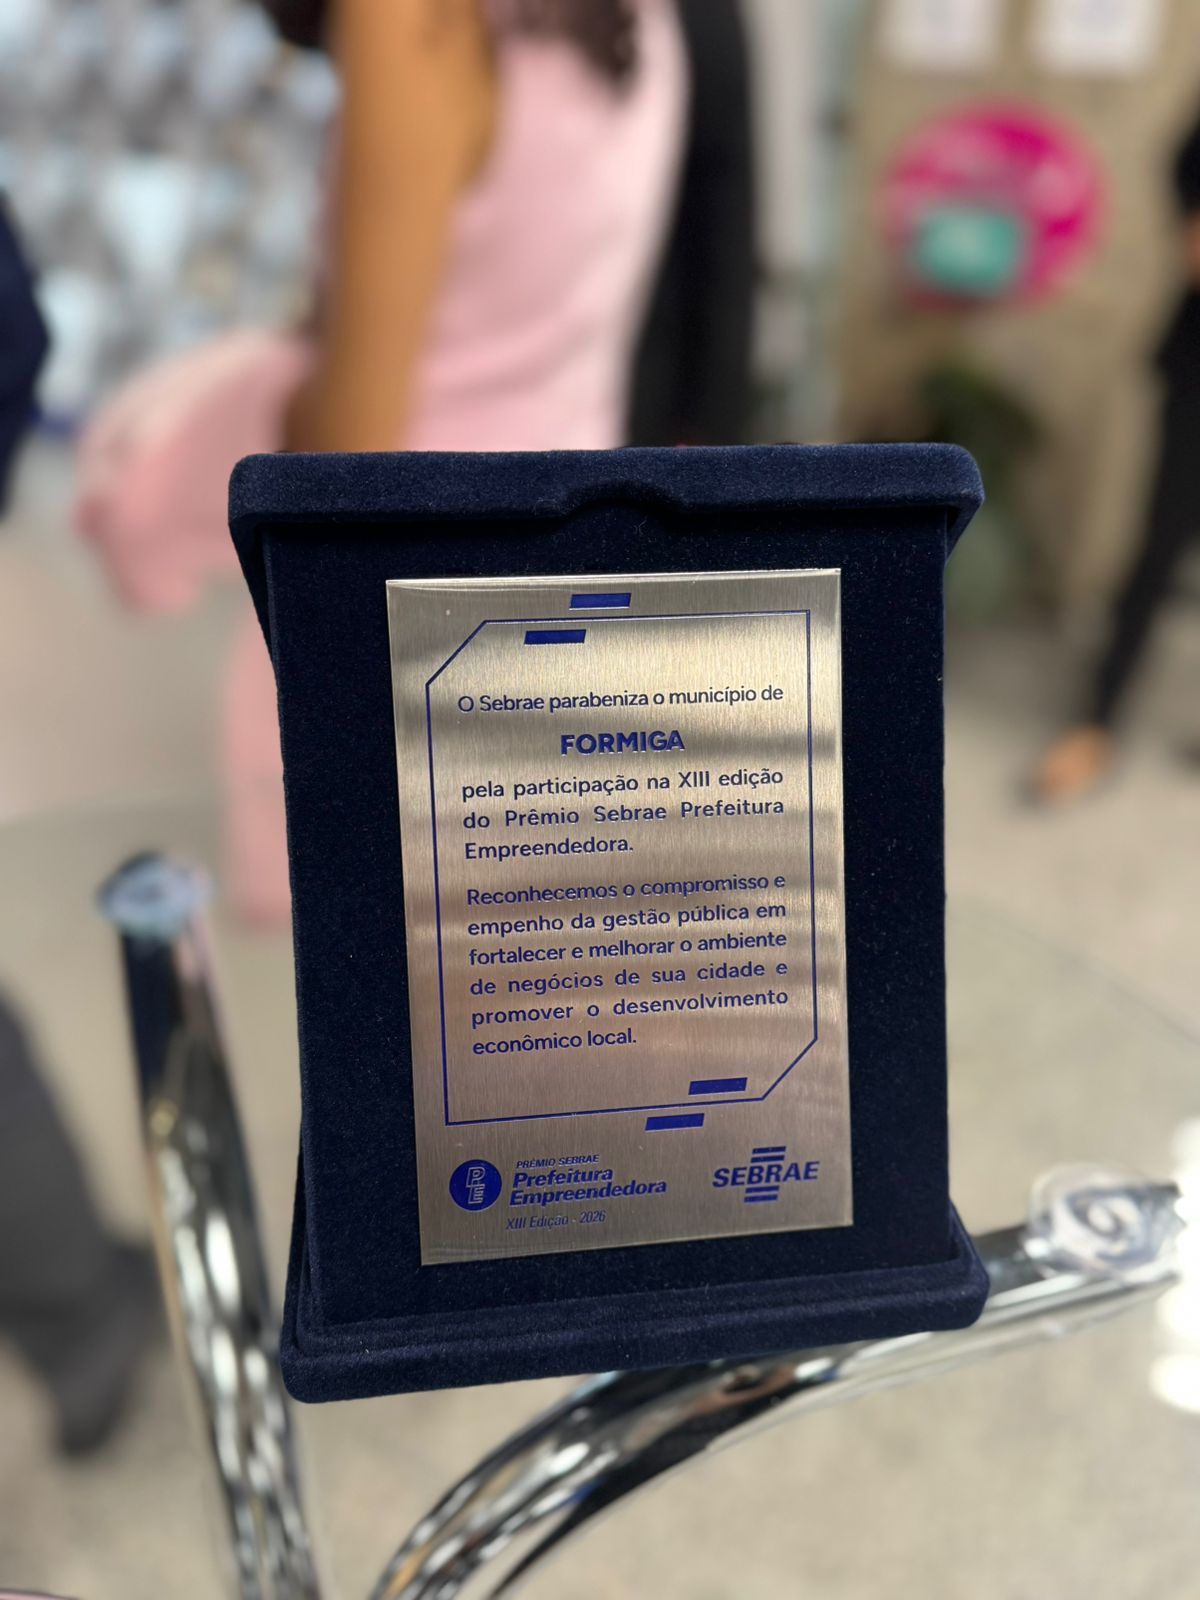 O Sebrae parabeniza o município de
FORMIGA
pela participação na XIII edição
do Prêmio Sebrae Prefeitura
Empreendedora.
Reconhecemos o compromisso e
empenho da gestão pública em
fortalecer e melhorar o ambiente
de negócios de sua cidade e
promover o desenvolvimento
econômico local.
PE
PRÊMIO SEBRAE
Prefeitura
Empreendedora
XIII Edição - 2026
SEBRAE